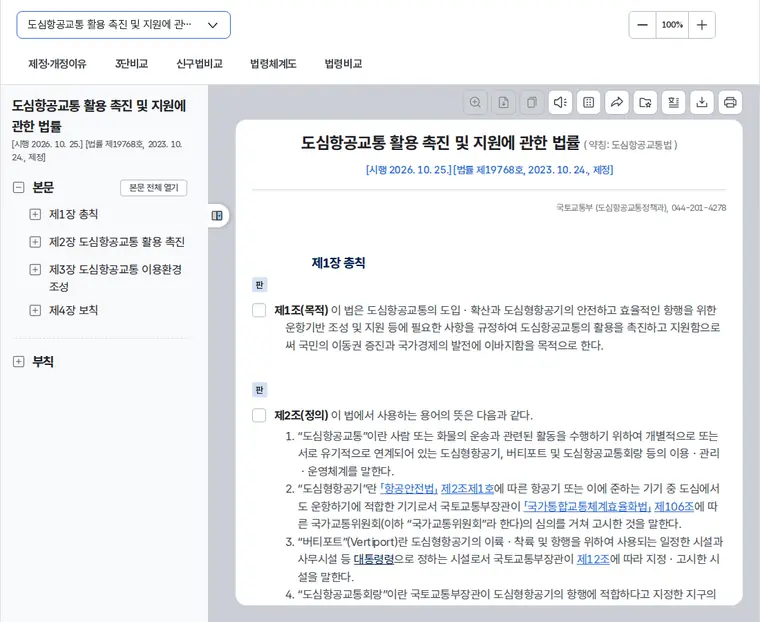 도심항공교통 활용 촉진 및 지원에 관···
100%
제정·개정이유 3단비교 신구법비교 법령체계도 법령비교
도심항공교통 활용 촉진 및 지원에
관한 법률
[시행 2026. 10. 25.] [법률 제19768호, 2023. 10.
24., 제정]
본문
본문 전체 열기
제1장 총칙
제2장 도심항공교통 활용 촉진
제3장 도심항공교통 이용환경
조성
제4장 보칙
부칙
도심항공교통 활용 촉진 및 지원에 관한 법률 ( 약칭: 도심항공교통법 )
[시행 2026. 10. 25.] [법률 제19768호, 2023. 10. 24., 제정]
국토교통부 (도심항공교통정책과), 044-201-4278
제1장 총칙
판
제1조(목적) 이 법은 도심항공교통의 도입ㆍ확산과 도심형항공기의 안전하고 효율적인 항행을 위한
운항기반 조성 및 지원 등에 필요한 사항을 규정하여 도심항공교통의 활용을 촉진하고 지원함으로
써 국민의 이동권 증진과 국가경제의 발전에 이바지함을 목적으로 한다.
판
제2조(정의) 이 법에서 사용하는 용어의 뜻은 다음과 같다.
1. “도심항공교통”이란 사람 또는 화물의 운송과 관련된 활동을 수행하기 위하여 개별적으로 또는
서로 유기적으로 연계되어 있는 도심형항공기, 버티포트 및 도심항공교통회랑 등의 이용ㆍ관리
ㆍ운영체계를 말한다.
2. “도심형항공기”란 「항공안전법」 제2조제1호에 따른 항공기 또는 이에 준하는 기기 중 도심에서
도 운항하기에 적합한 기기로서 국토교통부장관이 「국가통합교통체계효율화법」 제106조에 따
른 국가교통위원회(이하 “국가교통위원회”라 한다)의 심의를 거쳐 고시한 것을 말한다.
3. “버티포트”(Vertiport)란 도심형항공기의 이륙ㆍ착륙 및 항행을 위하여 사용되는 일정한 시설과
사무시설 등 대통령령으로 정하는 시설로서 국토교통부장관이 제12조에 따라 지정ㆍ고시한 시
설을 말한다.
4. “도심항공교통회랑”이란 국토교통부장관이 도심형항공기의 항행에 적합하다고 지정한 지구의